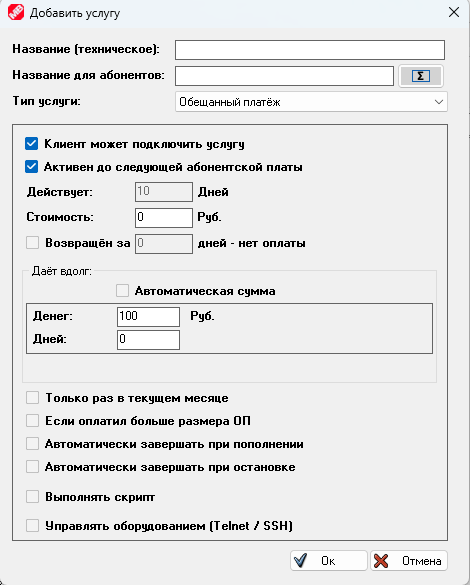 Добавить услугу
Название (техническое):
Название для абонентов:
Σ
Тип услуги:
Обещанный платёж
Клиент может подключить услугу
Активен до следующей абонентской платы
Действует: 10 Дней
Стоимость: 0 Руб.
Возвращён за 0 дней - нет оплаты
Даёт вдолг:
Автоматическая сумма
Денег: 100 Руб.
Дней: 0
Только раз в текущем месяце
Если оплатил больше размера ОП
Автоматически завершать при пополнении
Автоматически завершать при остановке
Выполнять скрипт
Управлять оборудованием (Telnet / SSH)
Ок Отмена